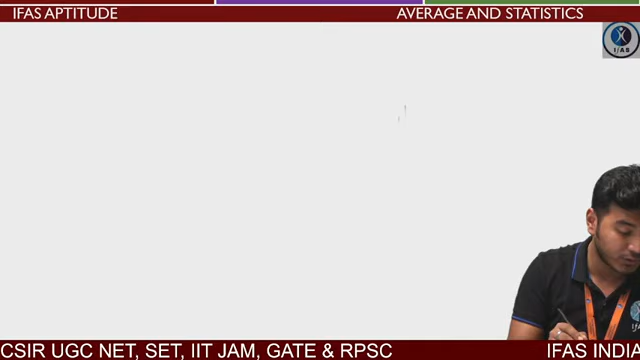 IFAS APTITUDE
AVERAGE AND STATISTICS
IFAS
CSIR UGC NET, SET, IIT JAM, GATE & RPSC
IFAS INDIA